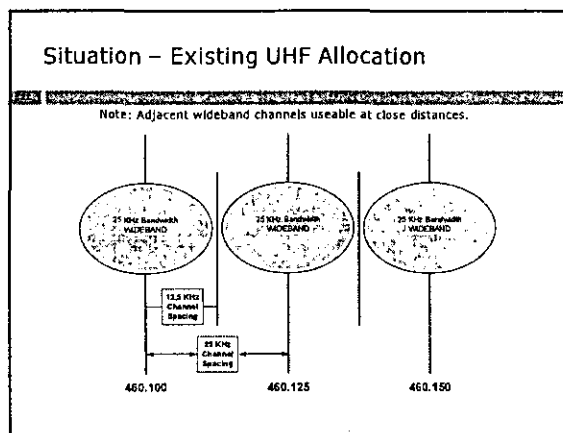 Situation – Existing UHF Allocation
Note: Adjacent wideband channels useable at close distances.
25 KHz Bandwidth
WIDEBAND
25 KHz Bandwidth
WIDEBAND
25 KHz Bandwidth
WIDEBAND
12.5 KHz
Channel
Spacing
25 KHz
Channel
Spacing
460.100
460.125
460.150